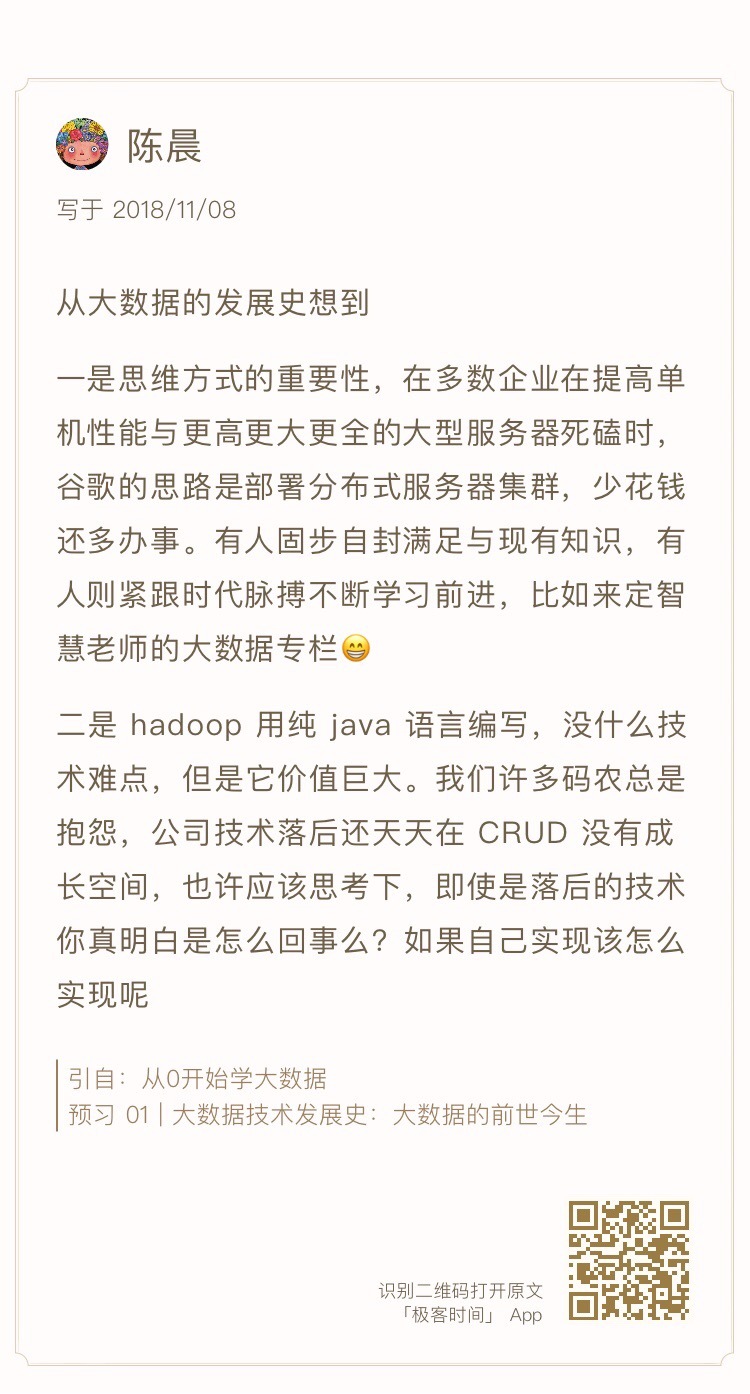 陈晨
写于 2018/11/08
从大数据的发展史想到
一是思维方式的重要性，在多数企业在提高单
机性能与更高更大更全的大型服务器死磕时，
谷歌的思路是部署分布式服务器集群，少花钱
还多办事。有人固步自封满足与现有知识，有
人则紧跟时代脉搏不断学习前进，比如来定智
慧老师的大数据专栏😁
二是 hadoop 用纯 java 语言编写，没什么技
术难点，但是它价值巨大。我们许多码农总是
抱怨，公司技术落后还天天在 CRUD 没有成
长空间，也许应该思考下，即使是落后的技术
你真明白是怎么回事么？如果自己实现该怎么
实现呢
引自：从0开始学大数据
预习 01 | 大数据技术发展史：大数据的前世今生
识别二维码打开原文
「极客时间」 App